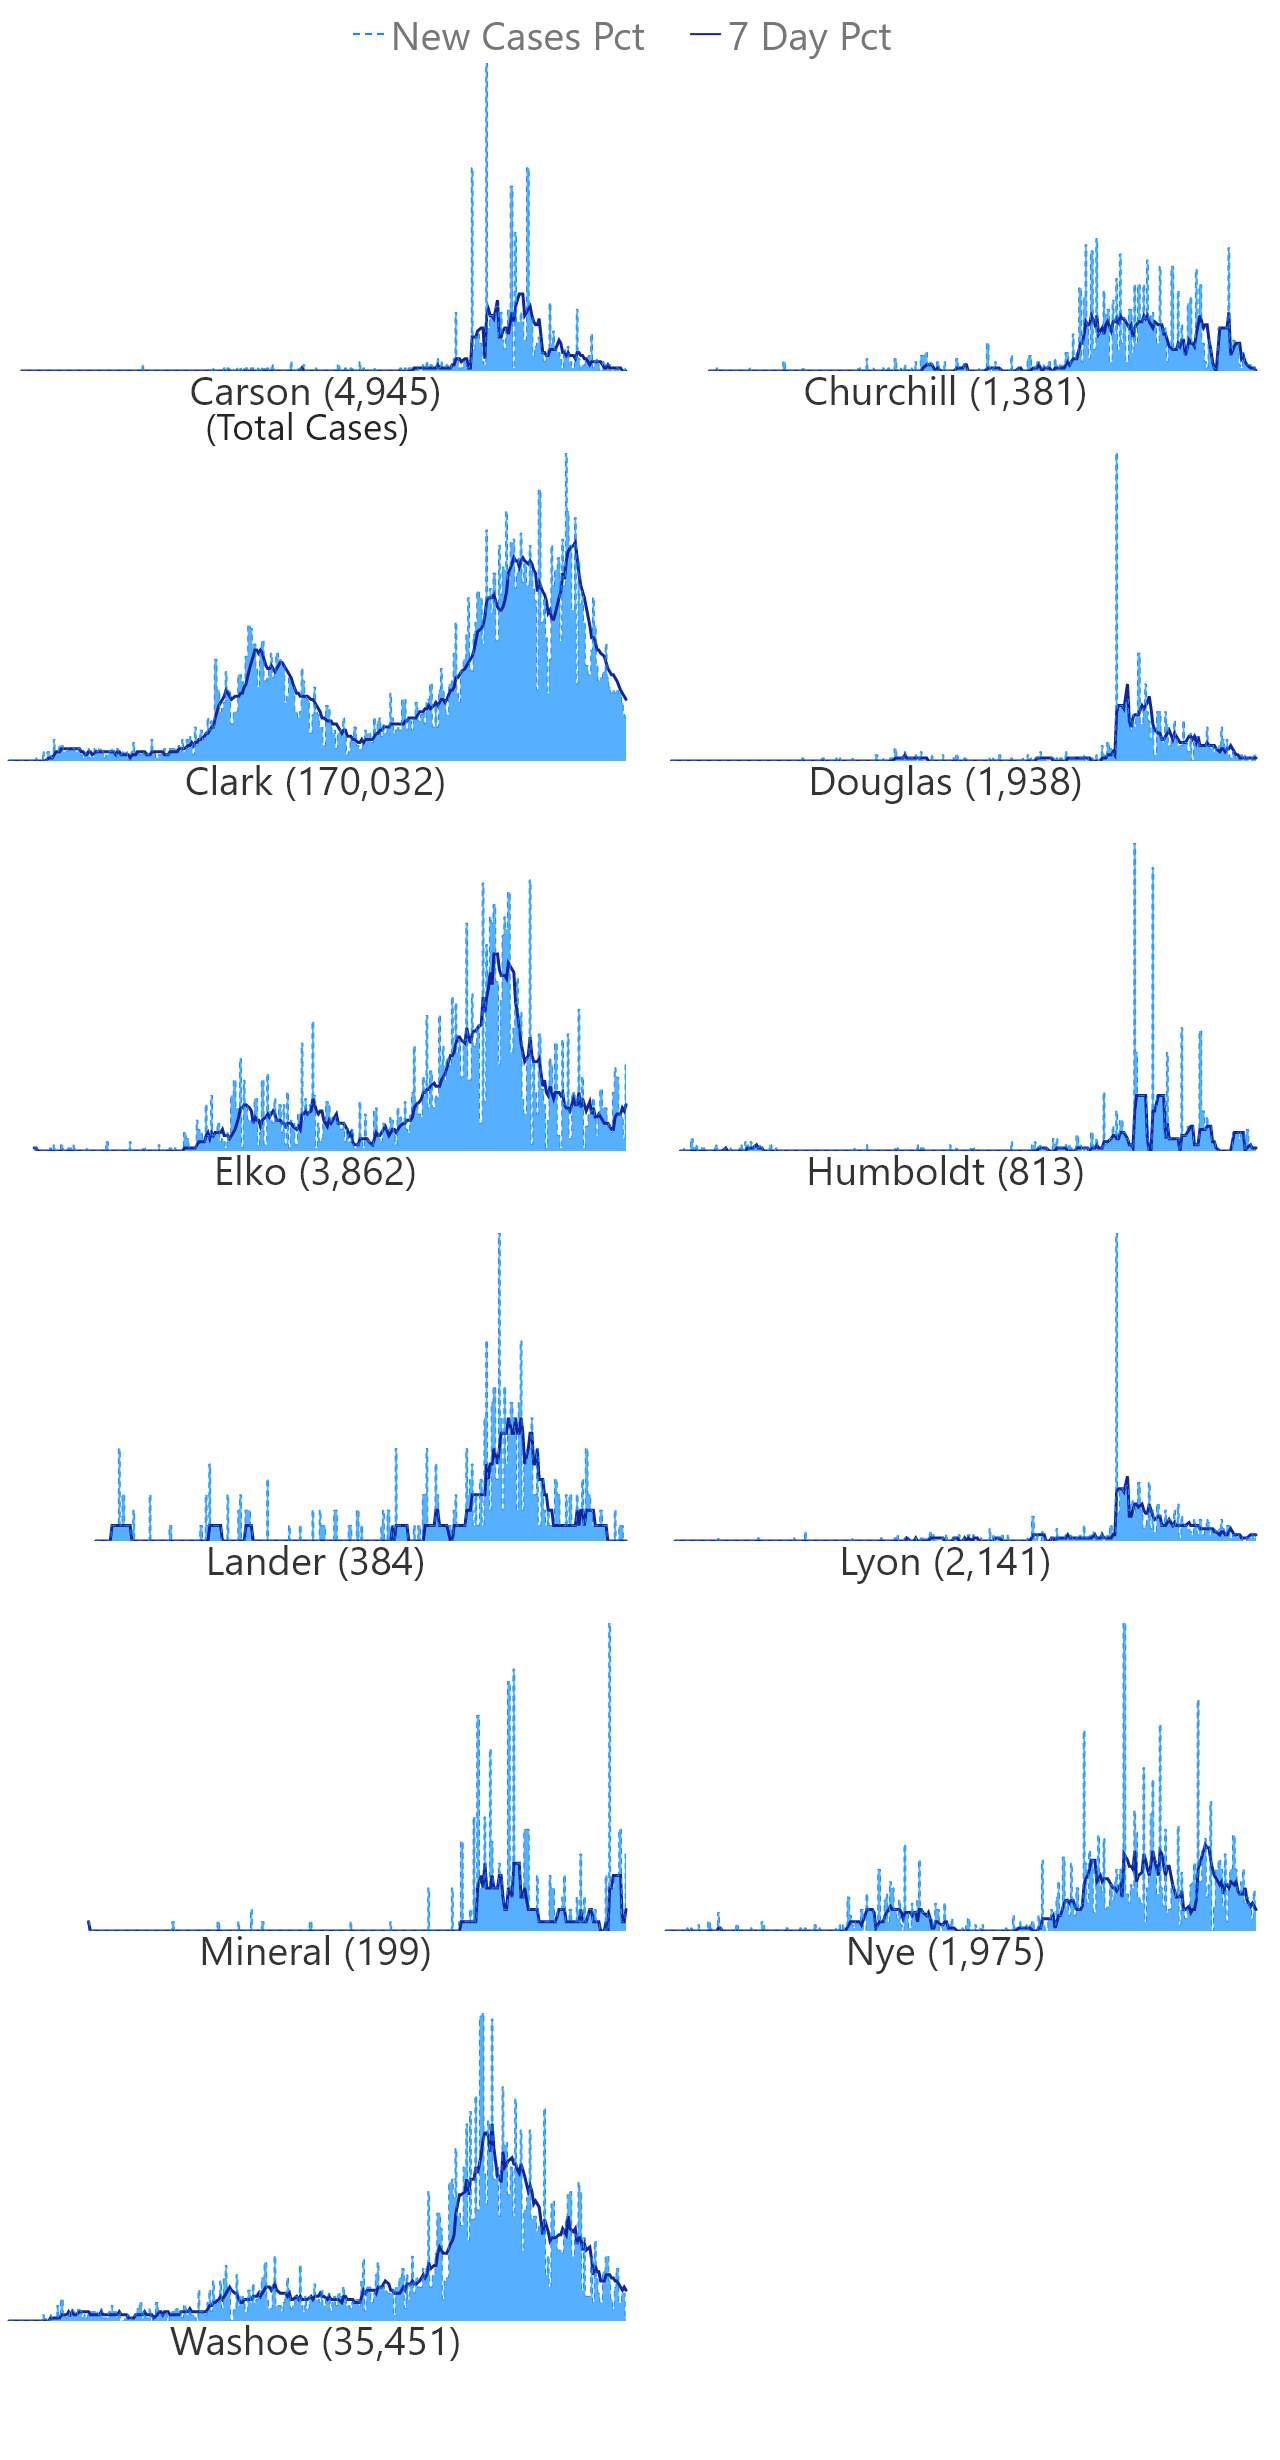 New Cases Pct 7 Day Pct
Carson (4,945) Churchill (1,381)
(Total Cases)
Clark (170,032) Douglas (1,938)
Elko (3,862) Humboldt (813)
Lander (384) Lyon (2,141)
Mineral (199) Nye (1,975)
Washoe (35,451)